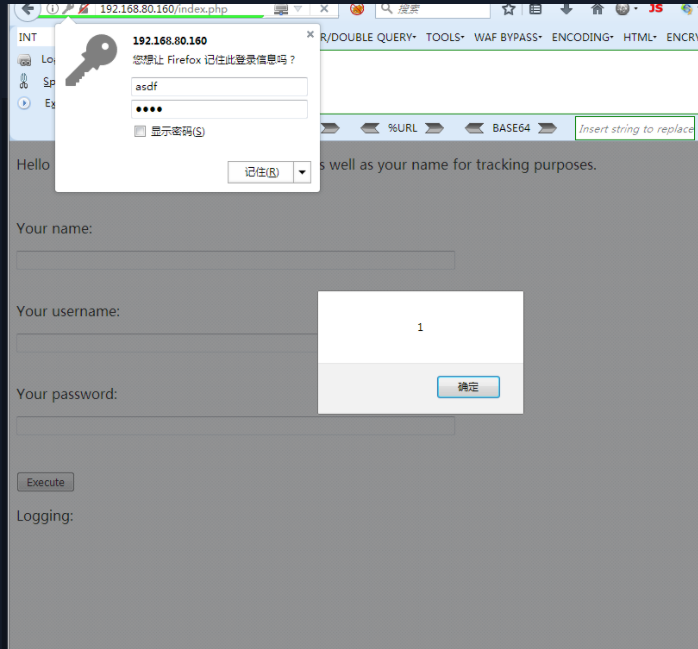 192.168.80.160/index.php
搜索
JS
INT
R/DOUBLE QUERY
TOOLS
WAF BYPASS
ENCODING
HTML
ENCRY
192.168.80.160
您想让 Firefox 记住此登录信息吗？
asdf
显示密码(S)
记住(R)
%URL
BASE64
Insert string to replace
Hello
s well as your name for tracking purposes.
Your name:
Your username:
1
确定
Your password:
Execute
Logging: